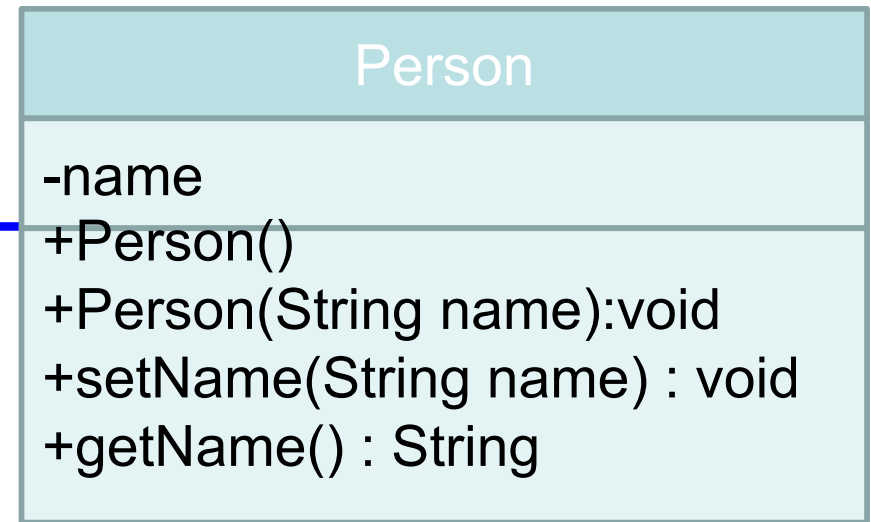 Person
-name
+Person()
+Person(String name):void
+setName(String name) : void
+getName() : String